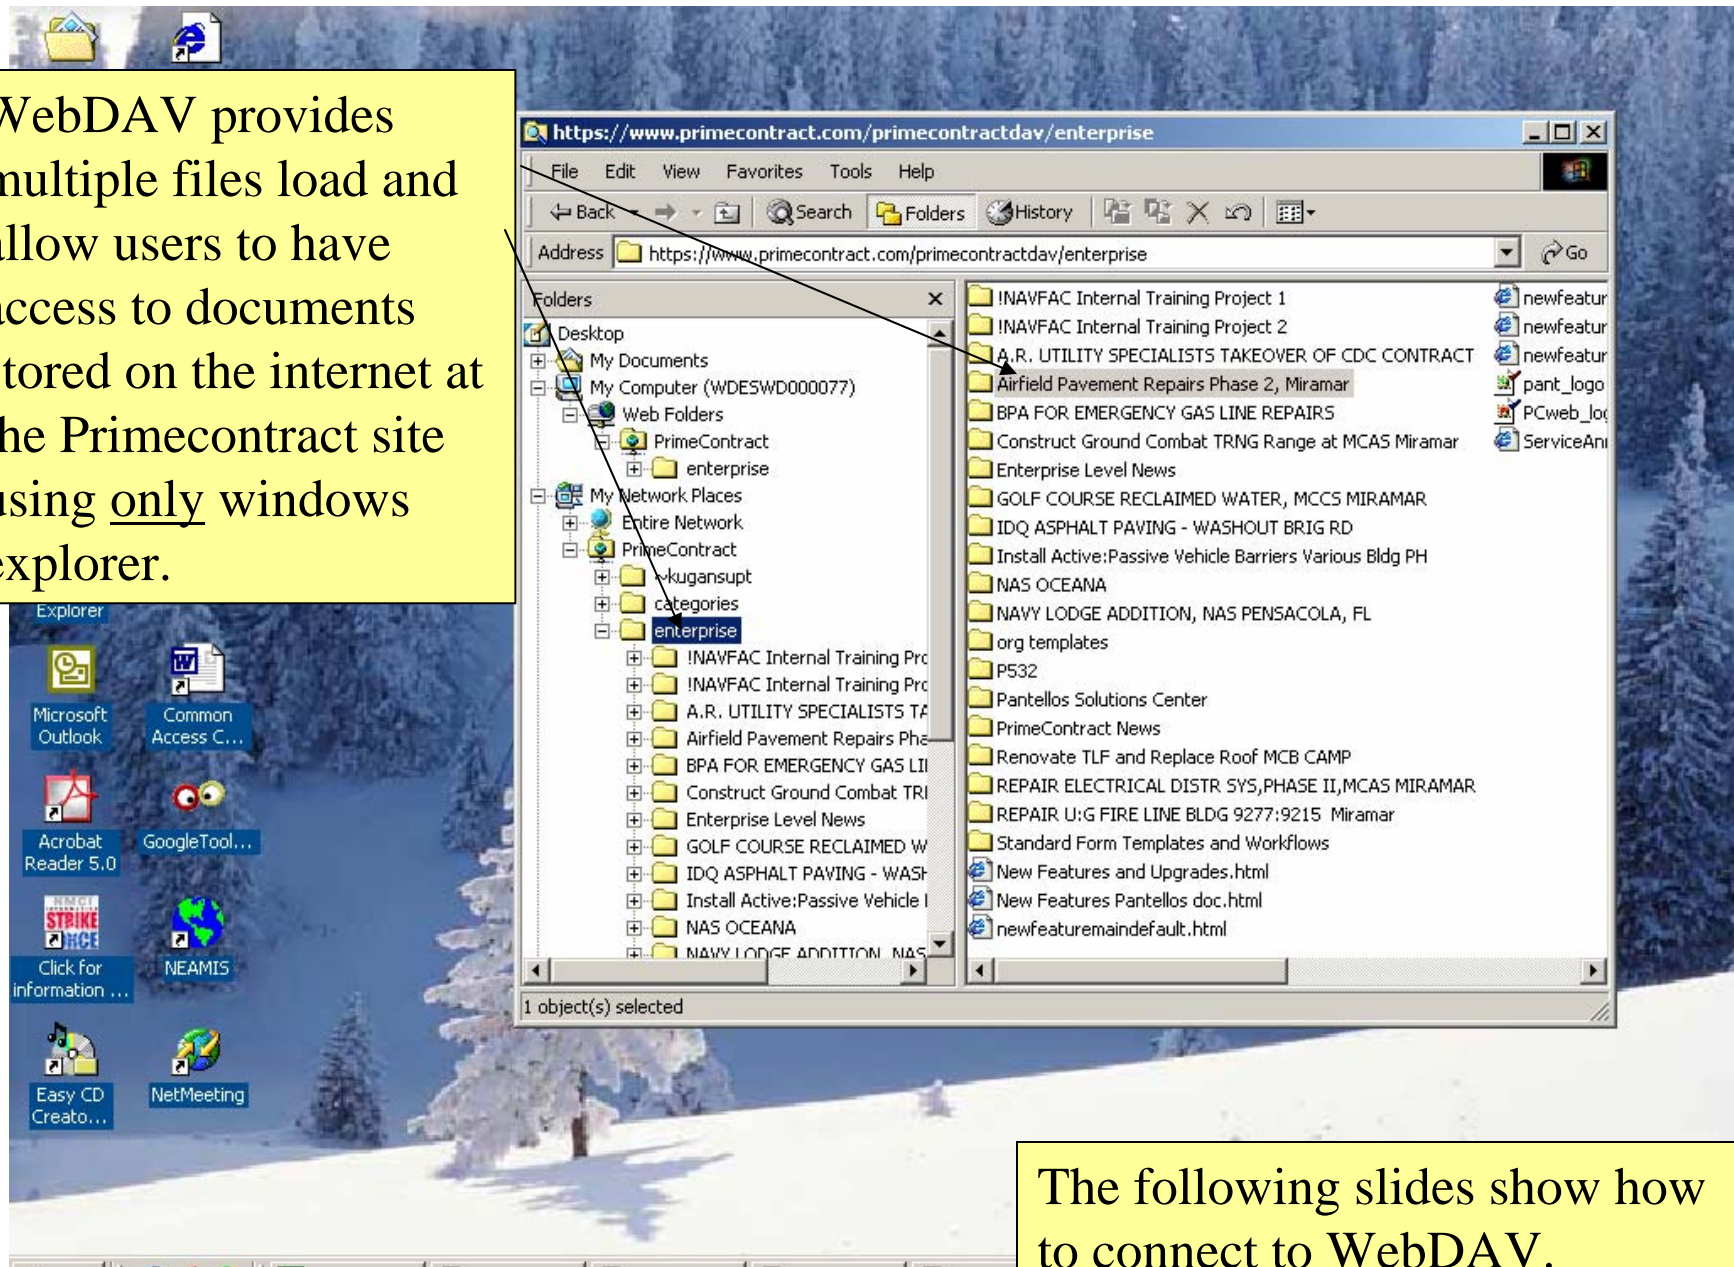 WebDAV provides
multiple files load and
allow users to have
access to documents
stored on the internet at
the Primecontract site
using only windows
explorer.
Explorer
Microsoft
Outlook
Common
Access C...
Acrobat
Reader 5.0
GoogleTool...
NMCI
STRIKE
FORCE
Click for
information ...
NEAMIS
Easy CD
Creato...
NetMeeting
https://www.primecontract.com/primecontractdav/enterprise
File Edit View Favorites Tools Help
Back Search Folders History
Address https://www.primecontract.com/primecontractdav/enterprise Go
Folders
Desktop
My Documents
My Computer (WDESWD000077)
Web Folders
PrimeContract
enterprise
My Network Places
Entire Network
PrimeContract
~kugansupt
categories
enterprise
!NAVFAC Internal Training Pro
!NAVFAC Internal Training Pro
A.R. UTILITY SPECIALISTS TA
Airfield Pavement Repairs Pha
BPA FOR EMERGENCY GAS LI
Construct Ground Combat TR
Enterprise Level News
GOLF COURSE RECLAIMED W
IDQ ASPHALT PAVING - WASH
Install Active:Passive Vehicle
NAS OCEANA
NAVY LODGE ADDITION, NAS
!NAVFAC Internal Training Project 1
!NAVFAC Internal Training Project 2
A.R. UTILITY SPECIALISTS TAKEOVER OF CDC CONTRACT
Airfield Pavement Repairs Phase 2, Miramar
BPA FOR EMERGENCY GAS LINE REPAIRS
Construct Ground Combat TRNG Range at MCAS Miramar
Enterprise Level News
GOLF COURSE RECLAIMED WATER, MCCS MIRAMAR
IDQ ASPHALT PAVING - WASHOUT BRIG RD
Install Active:Passive Vehicle Barriers Various Bldg PH
NAS OCEANA
NAVY LODGE ADDITION, NAS PENSACOLA, FL
org templates
P532
Pantellos Solutions Center
PrimeContract News
Renovate TLF and Replace Roof MCB CAMP
REPAIR ELECTRICAL DISTR SYS,PHASE II,MCAS MIRAMAR
REPAIR U:G FIRE LINE BLDG 9277:9215 Miramar
Standard Form Templates and Workflows
New Features and Upgrades.html
New Features Pantellos doc.html
newfeaturemaindefault.html
newfeatur
newfeatur
newfeatur
pant_logo
PCweb_log
ServiceAn
1 object(s) selected
The following slides show how
to connect to WebDAV.